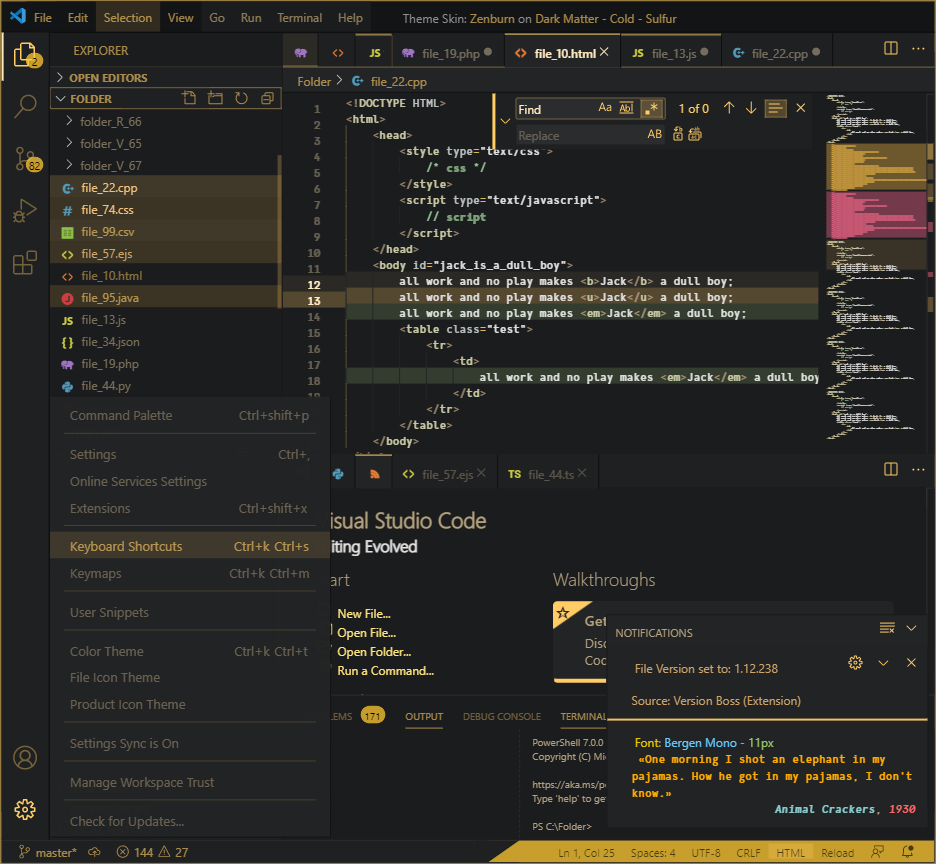 File Edit Selection View Go Run Terminal Help Theme Skin: Zenburn on Dark Matter - Cold - Sulfur
2
EXPLORER
JS file_19.php file_10.html JS file_13.js file_22.cpp
OPEN EDITORS
FOLDER
Folder > file_22.cpp
folder_R_66
folder_V_65
folder_V_67
82
file_22.cpp
# file_74.css
file_99.csv
file_57.ejs
file_10.html
file_95.java
JS file_13.js
{} file_34.json
file_19.php
file_44.py
Find Aa Abl .* 1 of 0
Replace AB
1 <!DOCTYPE HTML>
2 <html>
3 <head>
4 <style type="text/css">
5 /* css */
6 </style>
7 <script type="text/javascript">
8 // script
9 </script>
10 </head>
11 <body id="jack_is_a_dull_boy">
12 all work and no play makes <b>Jack</b> a dull boy;
13 all work and no play makes <u>Jack</u> a dull boy;
14 all work and no play makes <em>Jack</em> a dull boy;
15 <table class="test">
16 <tr>
17 <td>
18 all work and no play makes <em>Jack</em> a dull boy
</td>
</tr>
</table>
</body>
Command Palette Ctrl+shift+p
Settings Ctrl+,
Online Services Settings
Extensions Ctrl+shift+x
Keyboard Shortcuts Ctrl+k Ctrl+s
Keymaps Ctrl+k Ctrl+m
User Snippets
Color Theme Ctrl+k Ctrl+t
File Icon Theme
Product Icon Theme
Settings Sync is On
Manage Workspace Trust
Check for Updates...
file_57.ejs TS file_44.ts
isual Studio Code
iting Evolved
art
New File...
Open File...
Open Folder...
Run a Command...
Walkthroughs
Get
Disc
Coc
LEMS 171 OUTPUT DEBUG CONSOLE TERMINAL
PowerShell 7.0.0
Copyright (C) Mi
https://aka.ms/p
Type 'help' to ge
PS C:\Folder>
NOTIFICATIONS
File Version set to: 1.12.238
Source: Version Boss (Extension)
Font: Bergen Mono - 11px
«One morning I shot an elephant in my
pajamas. How he got in my pajamas, I don't
know.»
Animal Crackers, 1930
master* 144 27 Ln 1, Col 25 Spaces: 4 UTF-8 CRLF HTML Reload